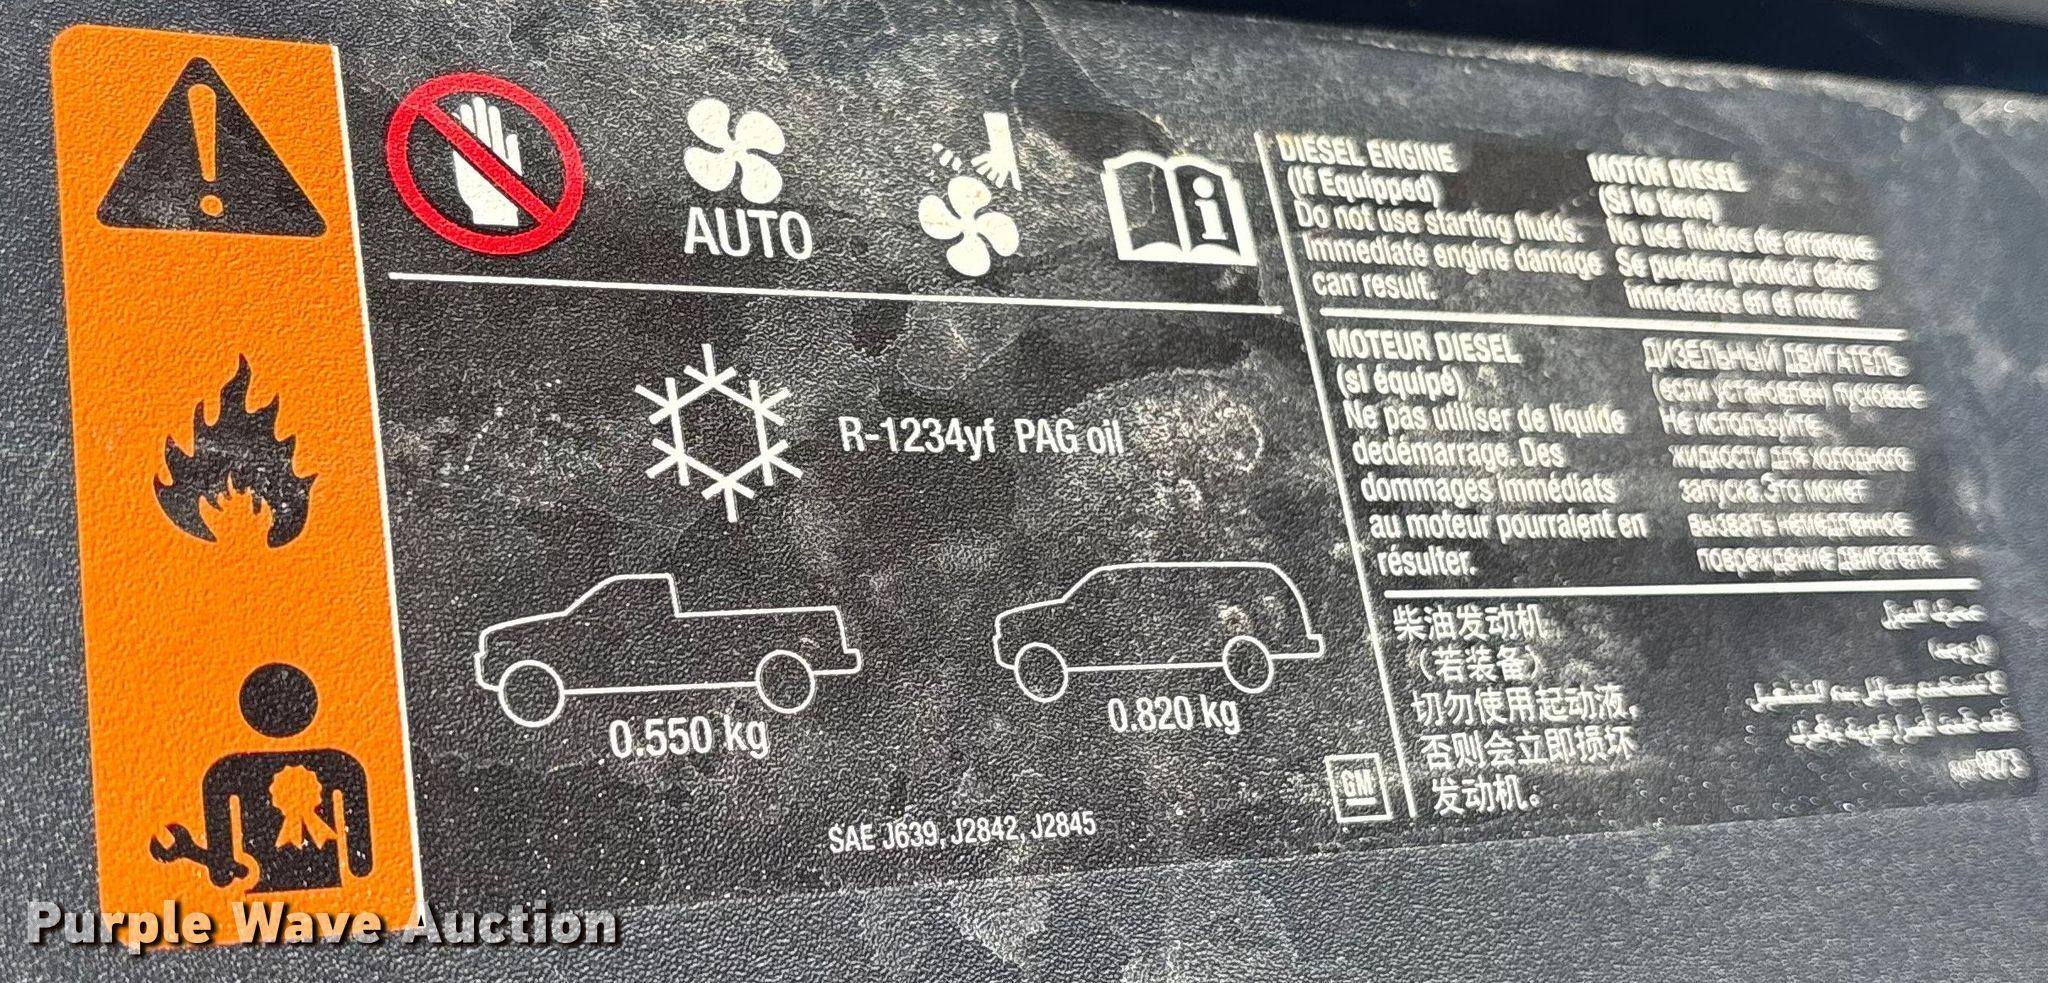 AUTO
R-1234yf PAG oil
0.550 kg
0.820 kg
SAE J639, J2842, J2845
GM
DIESEL ENGINE
(If Equipped)
Do not use starting fluids.
Immediate engine damage
can result.
MOTOR DIESEL
(Si lo tiene)
No use fluidos de arranque
Se pueden producir daños
inmediatos en el motor.
MOTEUR DIESEL
(si équipé)
Ne pas utiliser de liquide
dedémarrage. Des
dommages immédiats
au moteur pourraient en
résulter.
ДИЗЕЛЬНЫЙ ДВИГАТЕЛЬ
(если установлен) пусковые
Не используйте
жидкости для холодного
запуска.Это может
вызвать немедленное
повреждение двигателя.
柴油发动机
（若装备）
切勿使用起动液。
否则会立即损坏
发动机。
Purple Wave Auction